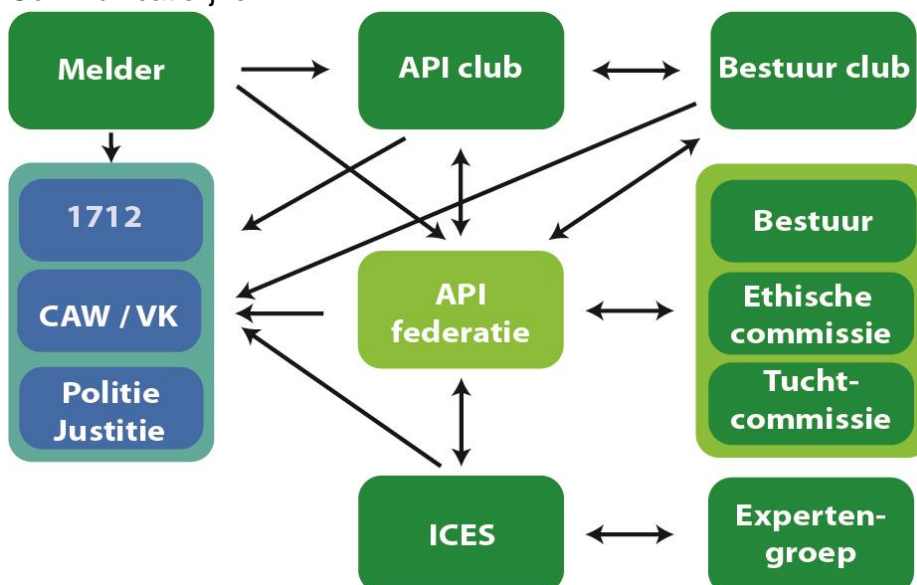 Melder
API club
Bestuur club
1712
CAW / VK
Politie
Justitie
API
federatie
Bestuur
Ethische
commissie
Tucht-
commissie
ICES
Experten-
groep